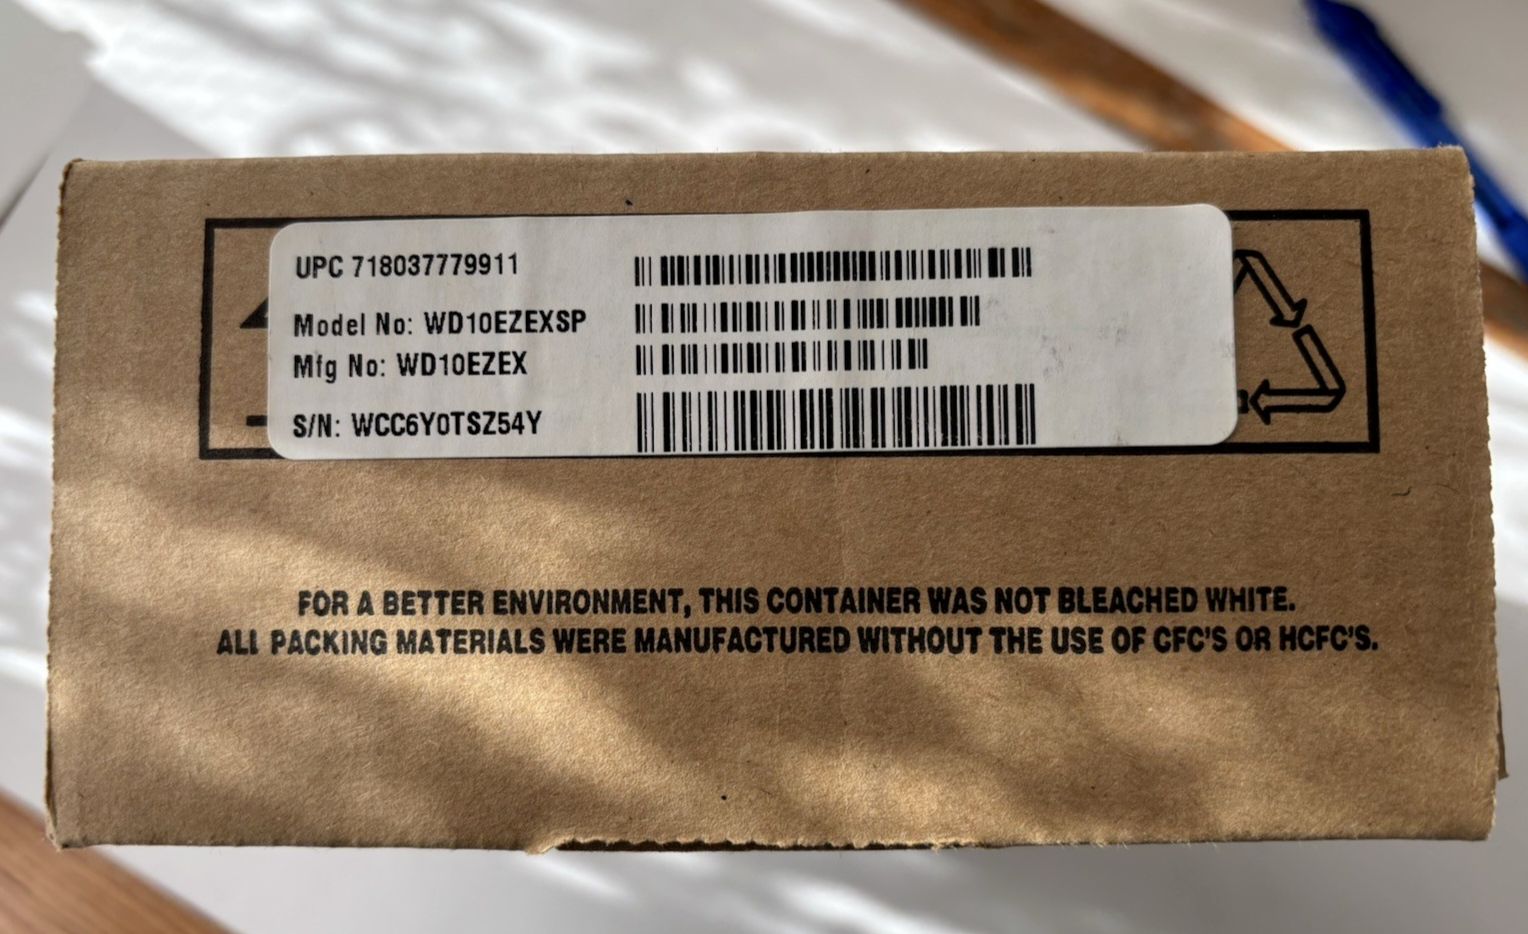 UPC 718037779911
Model No: WD10EZEXSP
Mfg No: WD10EZEX
S/N: WCC6Y0TSZ54Y
FOR A BETTER ENVIRONMENT, THIS CONTAINER WAS NOT BLEACHED WHITE.
ALL PACKING MATERIALS WERE MANUFACTURED WITHOUT THE USE OF CFC'S OR HCFC'S.